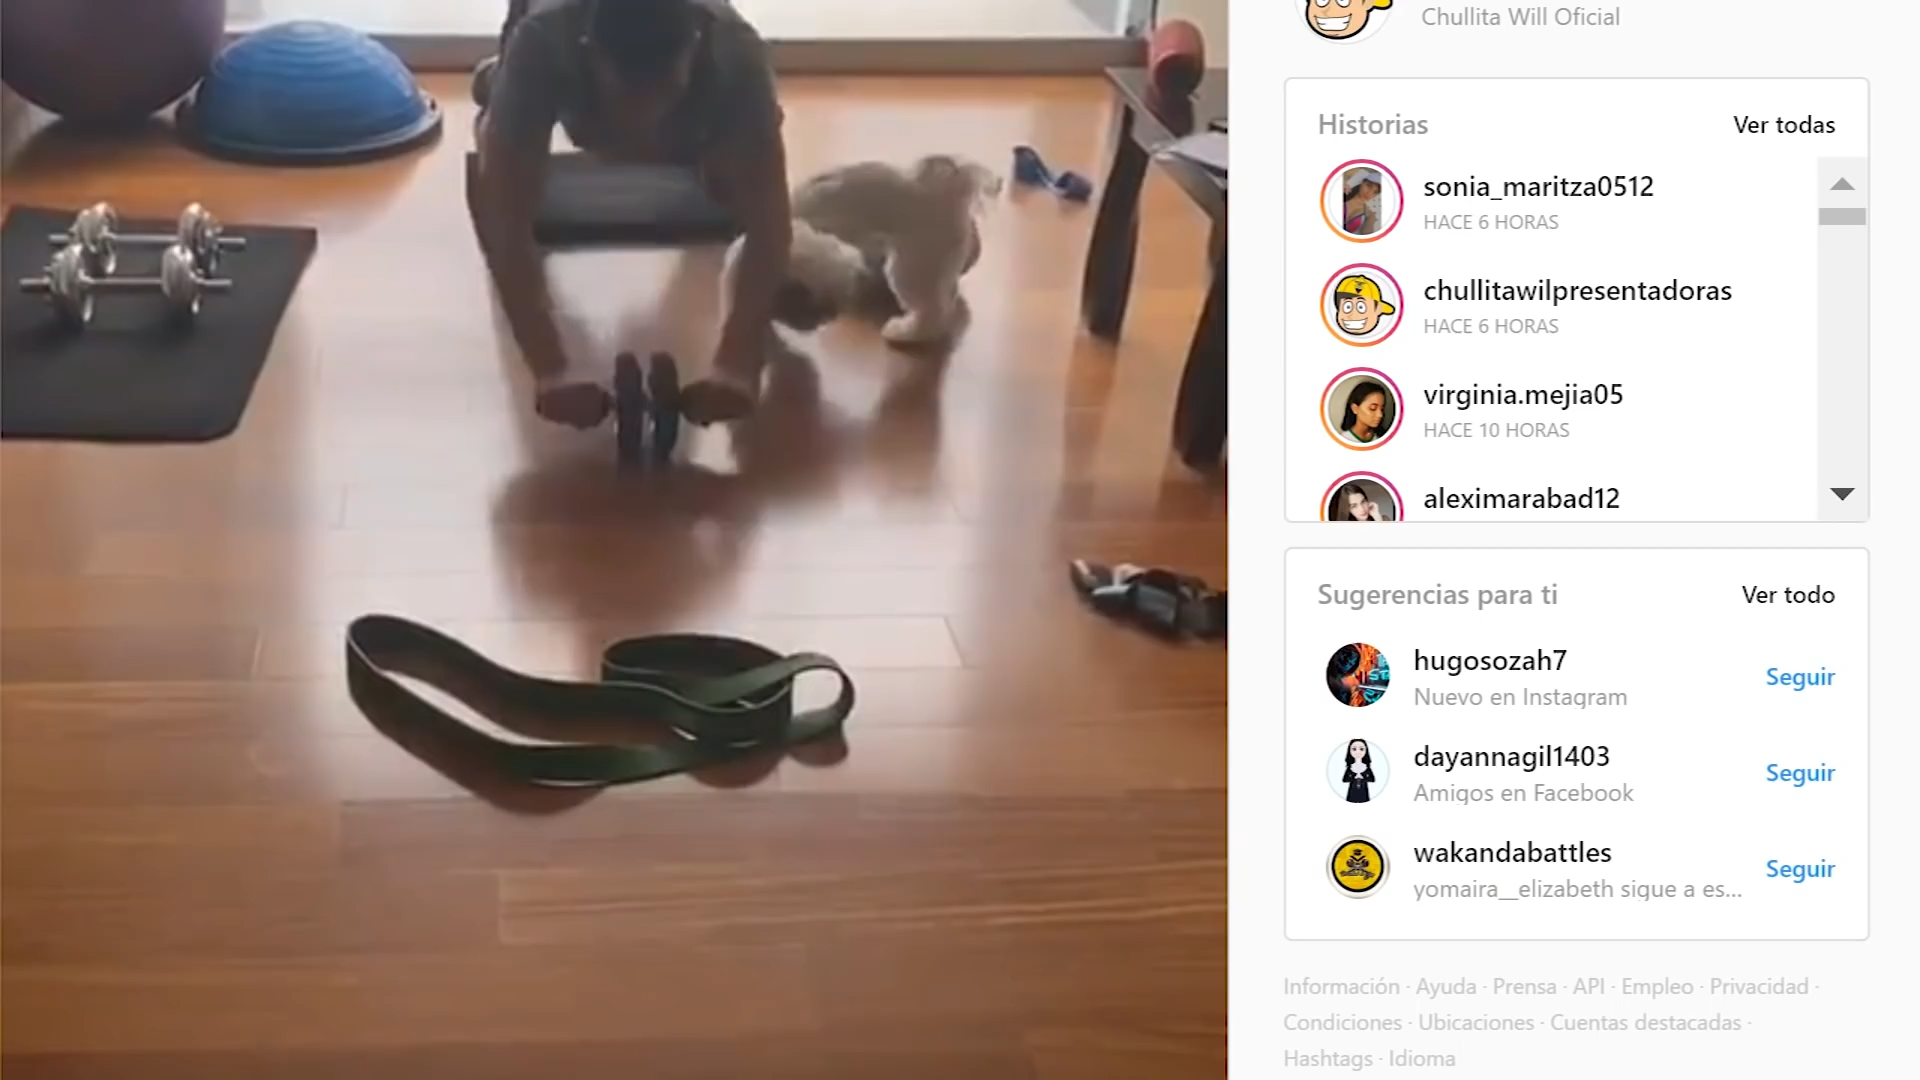 Chullita Will Oficial
Historias
Ver todas
sonia_maritza0512
HACE 6 HORAS
chullitawilpresentadoras
HACE 6 HORAS
virginia.mejia05
HACE 10 HORAS
aleximarabad12
Sugerencias para ti
Ver todo
hugosozah7
Seguir
Nuevo en Instagram
dayannagil1403
Seguir
Amigos en Facebook
wakandabattles
Seguir
yomaira__elizabeth sigue a es...
Información · Ayuda · Prensa · API · Empleo · Privacidad ·
Condiciones · Ubicaciones · Cuentas destacadas ·
Hashtags · Idioma